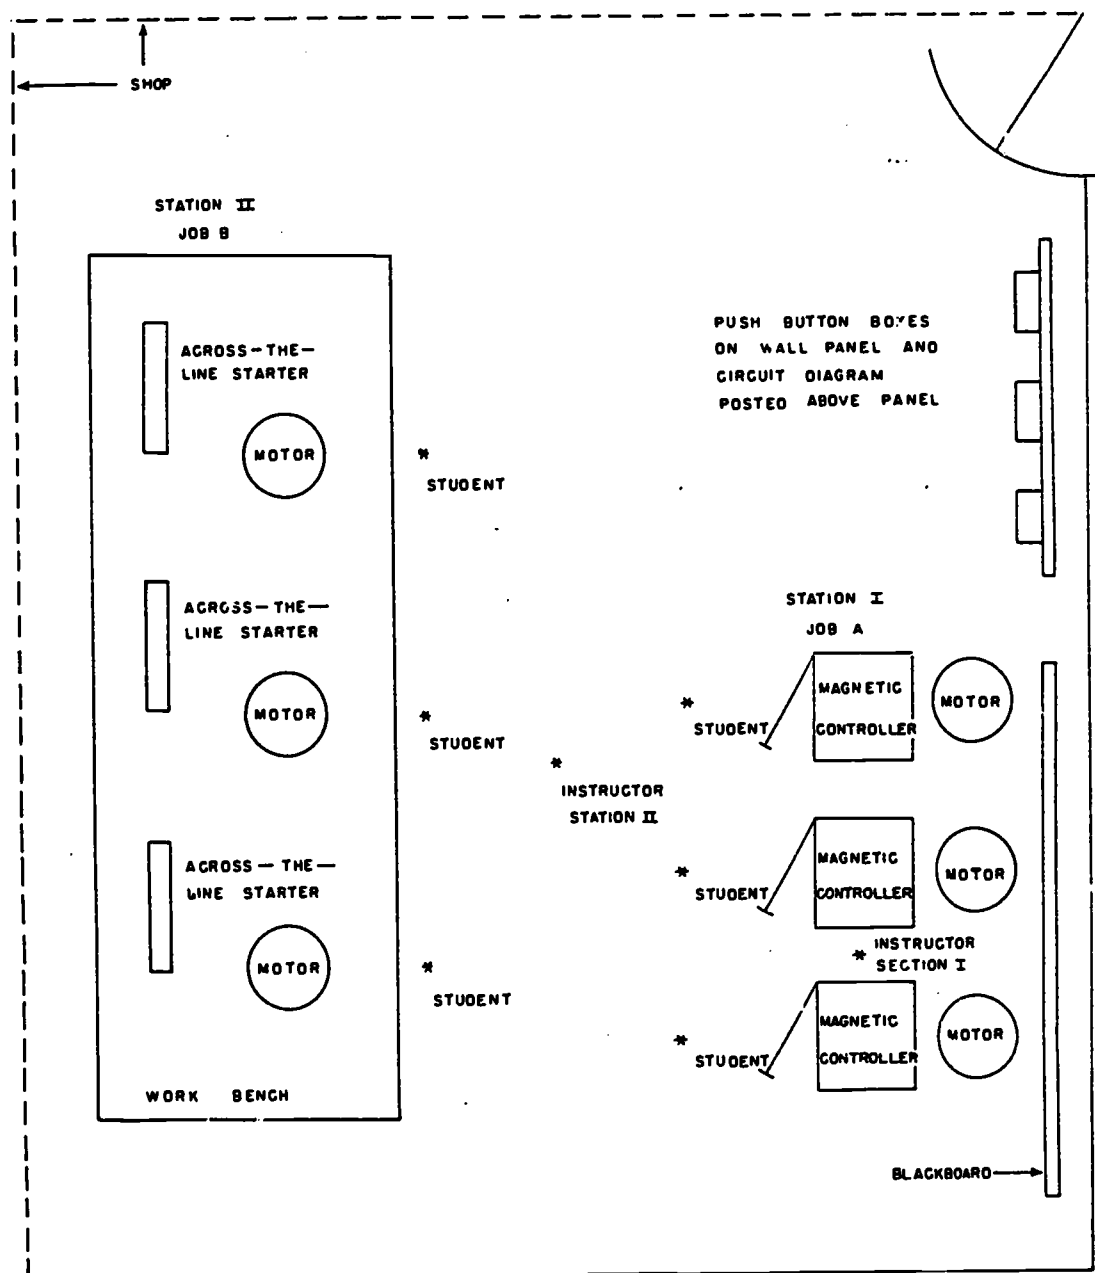 SHOP
STATION II
JOB B
ACROSS-THE-
LINE STARTER
MOTOR
*
STUDENT
ACROSS-THE-
LINE STARTER
MOTOR
*
STUDENT
ACROSS-THE-
LINE STARTER
MOTOR
*
STUDENT
WORK BENCH
*
INSTRUCTOR
STATION II
PUSH BUTTON BOXES
ON WALL PANEL AND
CIRCUIT DIAGRAM
POSTED ABOVE PANEL
STATION I
JOB A
*
STUDENT
MAGNETIC
CONTROLLER
MOTOR
*
STUDENT
MAGNETIC
CONTROLLER
MOTOR
* INSTRUCTOR
SECTION I
*
STUDENT
MAGNETIC
CONTROLLER
MOTOR
BLACKBOARD